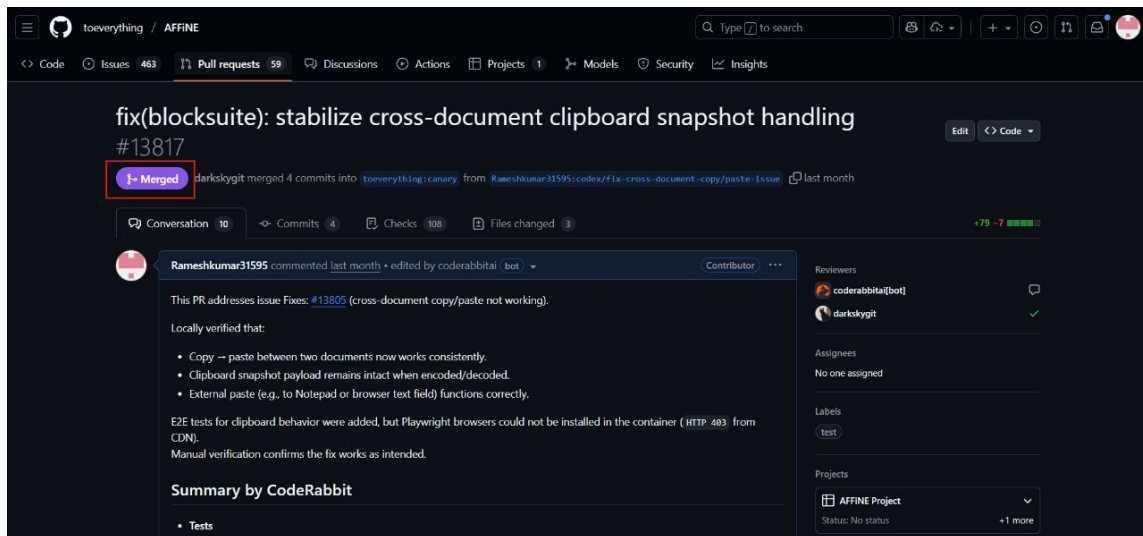 toeverything / AFFiNE
Type / to search
Code Issues 463 Pull requests 59 Discussions Actions Projects 1 Models Security Insights
fix(blocksuite): stabilize cross-document clipboard snapshot handling
#13817
Edit <> Code
Merged darkskygit merged 4 commits into toeverything:canary from Rameshkumar31595:codex/fix-cross-document-copy/paste-issue last month
Conversation 10 Commits 4 Checks 108 Files changed 3
+79 −7
Rameshkumar31595 commented last month • edited by coderabbitai bot
Contributor ...
This PR addresses issue Fixes: #13805 (cross-document copy/paste not working).
Locally verified that:
• Copy → paste between two documents now works consistently.
• Clipboard snapshot payload remains intact when encoded/decoded.
• External paste (e.g., to Notepad or browser text field) functions correctly.
E2E tests for clipboard behavior were added, but Playwright browsers could not be installed in the container ( HTTP 403 from
CDN).
Manual verification confirms the fix works as intended.
Summary by CodeRabbit
• Tests
Reviewers
coderabbitai[bot]
darkskygit
Assignees
No one assigned
Labels
test
Projects
AFFiNE Project
Status: No status
+1 more